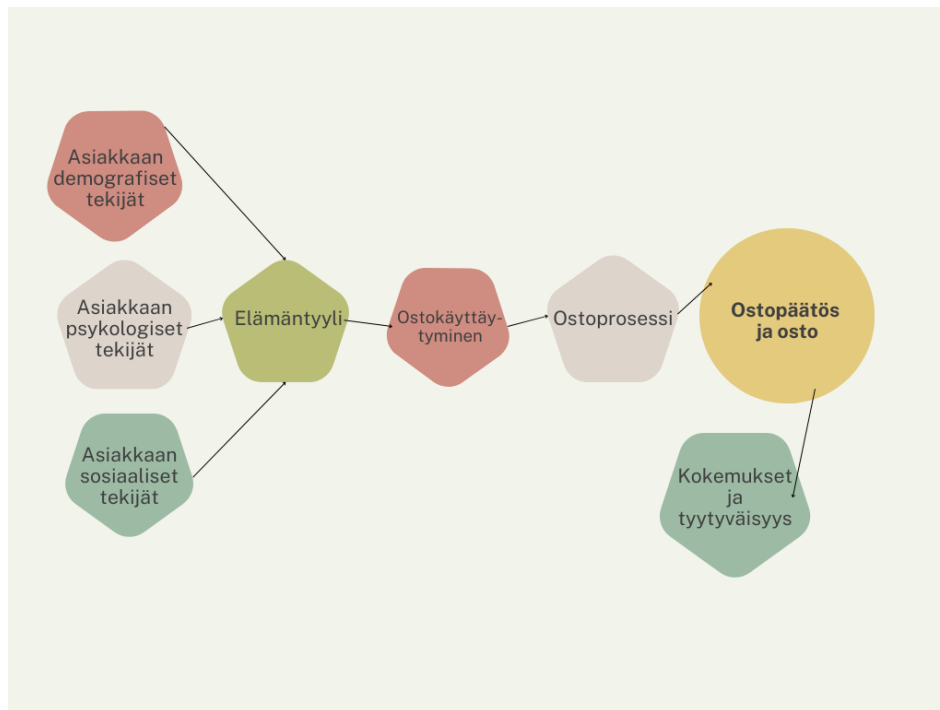 Asiakkaan
demografiset
tekijät
Asiakkaan
psykologiset
tekijät
Asiakkaan
sosiaaliset
tekijät
Elämäntyyli
Ostokäyttäy-
tyminen
Ostoprosessi
Ostopäätös
ja osto
Kokemukset
ja
tyytyväisyys